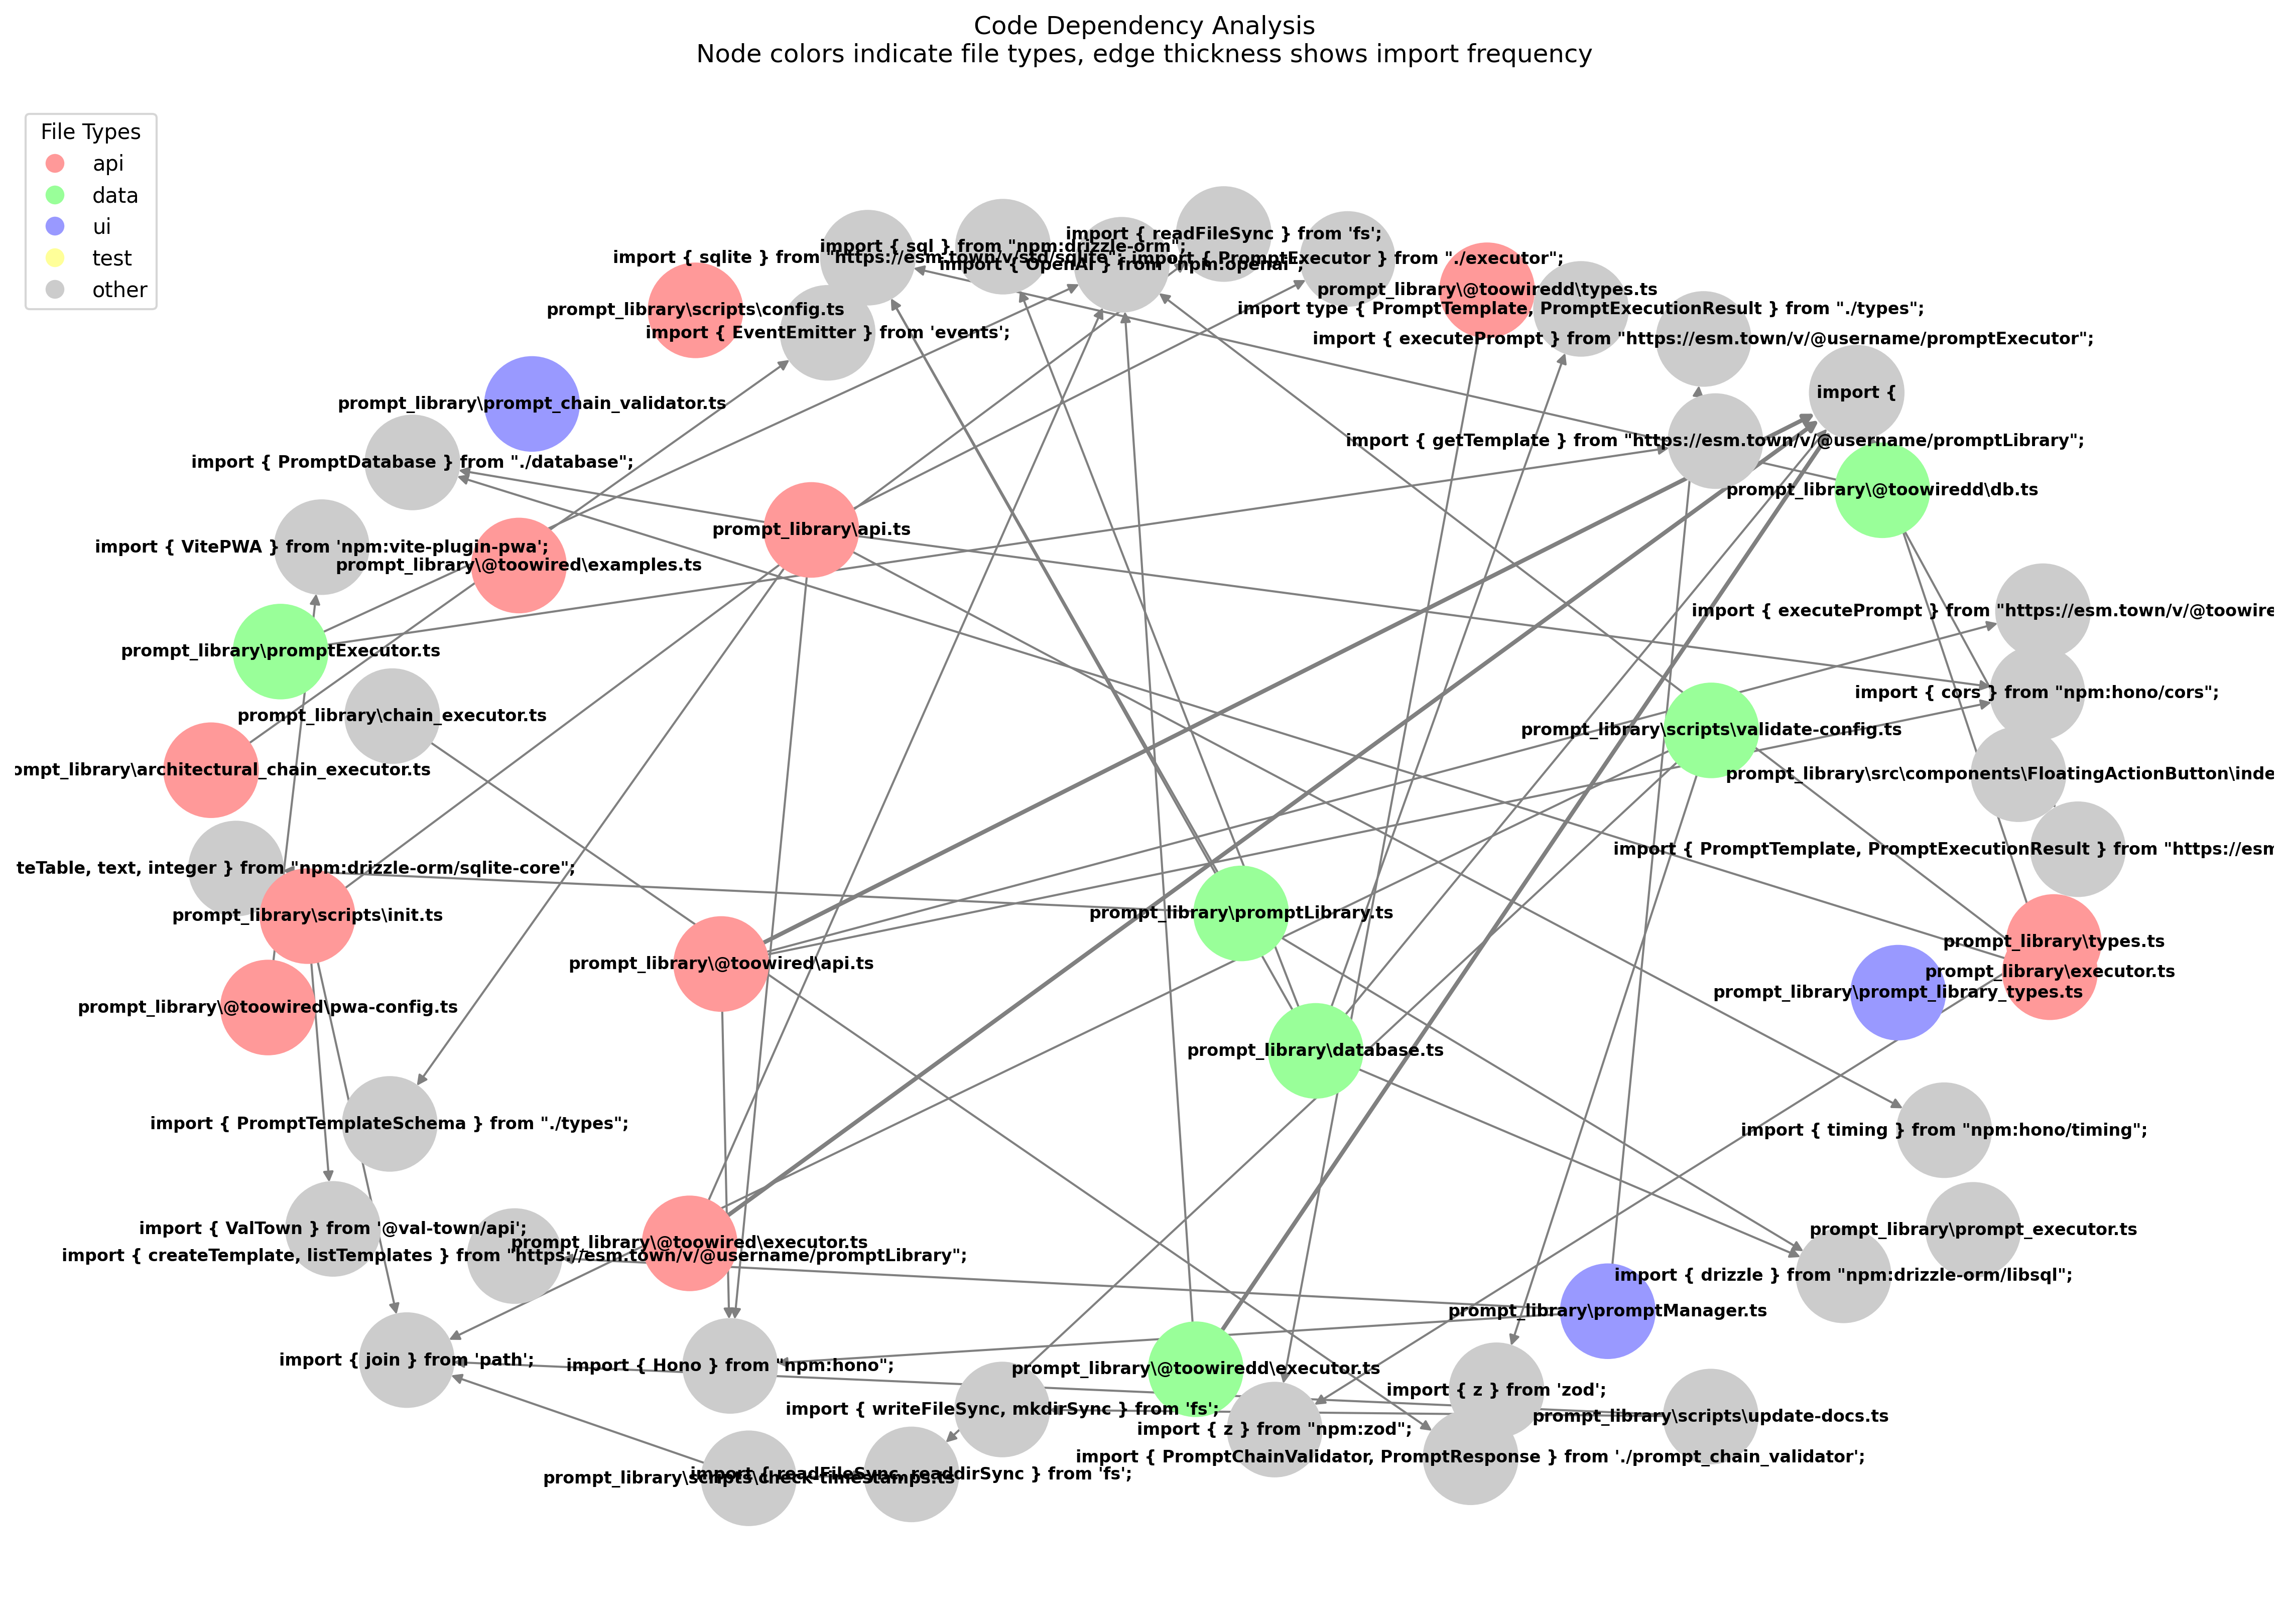 Code Dependency Analysis
Node colors indicate file types, edge thickness shows import frequency
File Types
api
data
ui
test
other
import { readFileSync } from 'fs';
import { sql } from "npm:drizzle-orm";
import { sqlite } from "https://esm.town/v/std/sqlite";
import { PromptExecutor } from "./executor";
import { OpenAI } from "npm:openai";
prompt_library\@toowiredd\types.ts
prompt_library\scripts\config.ts
import type { PromptTemplate, PromptExecutionResult } from "./types";
import { EventEmitter } from 'events';
import { executePrompt } from "https://esm.town/v/@username/promptExecutor";
import {
prompt_library\prompt_chain_validator.ts
import { getTemplate } from "https://esm.town/v/@username/promptLibrary";
import { PromptDatabase } from "./database";
prompt_library\@toowiredd\db.ts
prompt_library\api.ts
import { VitePWA } from 'npm:vite-plugin-pwa';
prompt_library\@toowired\examples.ts
import { executePrompt } from "https://esm.town/v/@toowire
prompt_library\promptExecutor.ts
import { cors } from "npm:hono/cors";
prompt_library\chain_executor.ts
prompt_library\scripts\validate-config.ts
ompt_library\architectural_chain_executor.ts
prompt_library\src\components\FloatingActionButton\inde
import { PromptTemplate, PromptExecutionResult } from "https://esm
teTable, text, integer } from "npm:drizzle-orm/sqlite-core";
prompt_library\scripts\init.ts
prompt_library\promptLibrary.ts
prompt_library\types.ts
prompt_library\@toowired\api.ts
prompt_library\executor.ts
prompt_library\prompt_library_types.ts
prompt_library\@toowired\pwa-config.ts
prompt_library\database.ts
import { PromptTemplateSchema } from "./types";
import { timing } from "npm:hono/timing";
import { ValTown } from '@val-town/api';
prompt_library\prompt_executor.ts
prompt_library\@toowired\executor.ts
import { createTemplate, listTemplates } from "https://esm.town/v/@username/promptLibrary";
import { drizzle } from "npm:drizzle-orm/libsql";
prompt_library\promptManager.ts
import { join } from 'path';
import { Hono } from "npm:hono";
prompt_library\@toowiredd\executor.ts
import { z } from 'zod';
import { writeFileSync, mkdirSync } from 'fs';
prompt_library\scripts\update-docs.ts
import { z } from "npm:zod";
import { PromptChainValidator, PromptResponse } from './prompt_chain_validator';
import { readFileSync, readdirSync } from 'fs';
prompt_library\scripts\check-timestamps.ts